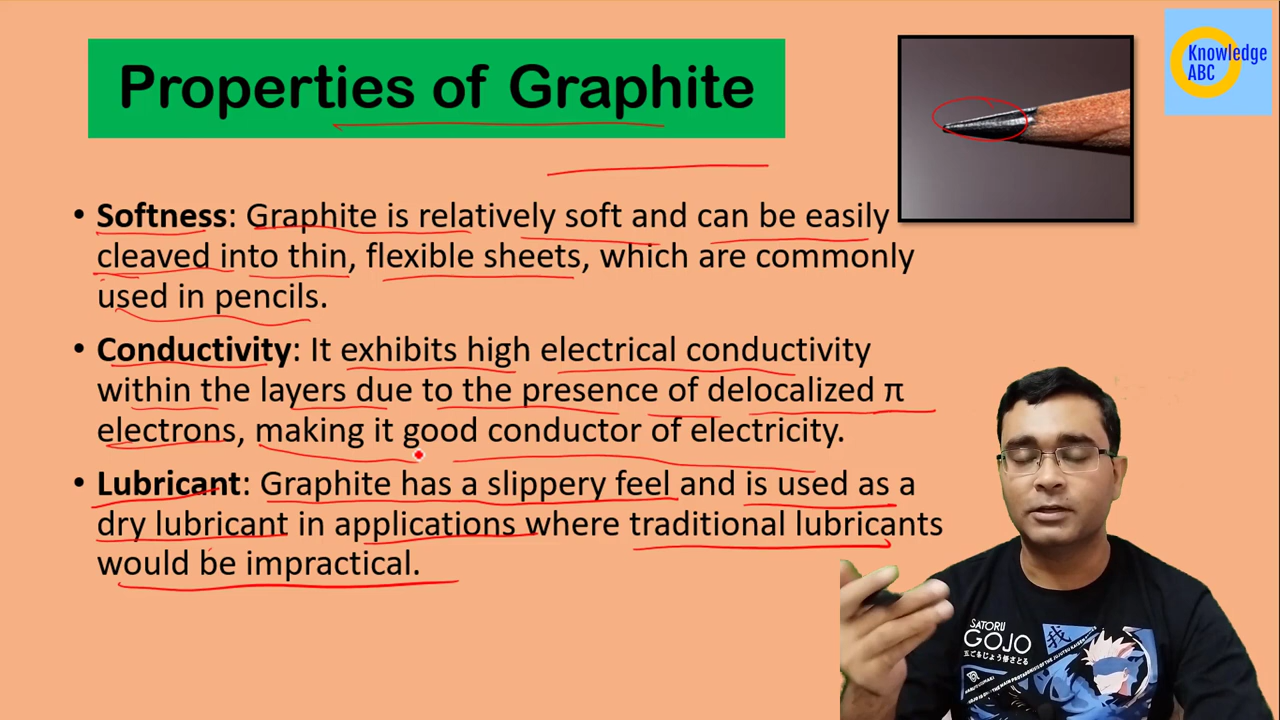 Properties of Graphite
Knowledge
ABC
• Softness: Graphite is relatively soft and can be easily
cleaved into thin, flexible sheets, which are commonly
used in pencils.
• Conductivity: It exhibits high electrical conductivity
within the layers due to the presence of delocalized π
electrons, making it good conductor of electricity.
• Lubricant: Graphite has a slippery feel and is used as a
dry lubricant in applications where traditional lubricants
would be impractical.
SATORU
GOJO
我